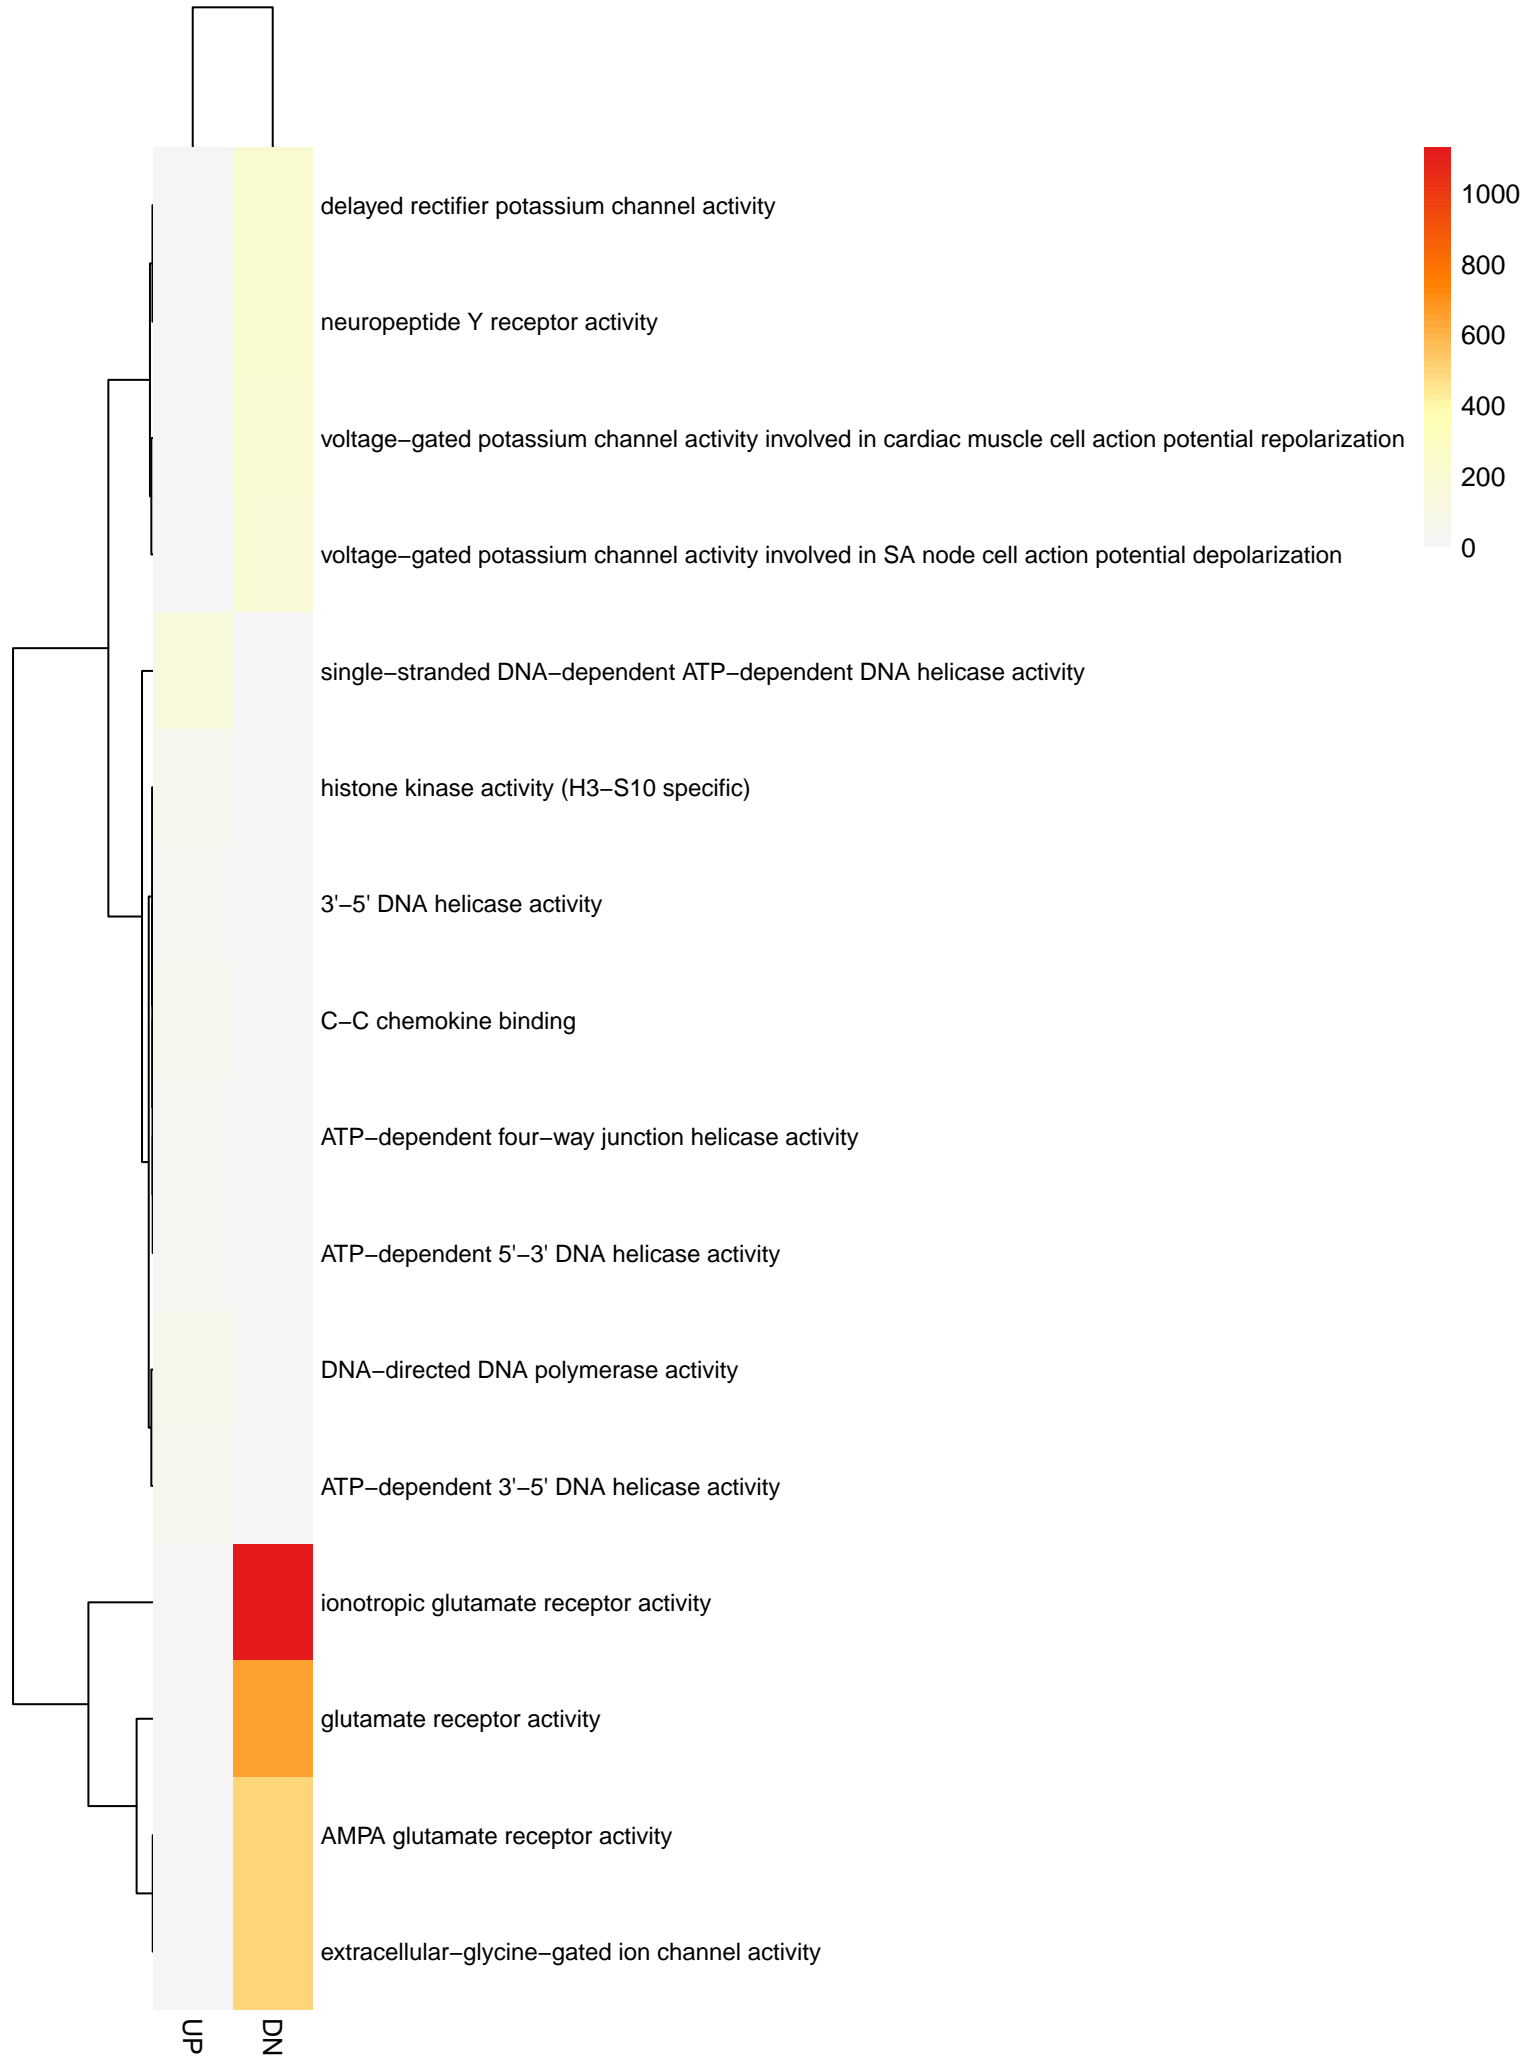 delayed rectifier potassium channel activity
neuropeptide Y receptor activity
voltage−gated potassium channel activity involved in cardiac muscle cell action potential repolarization
voltage−gated potassium channel activity involved in SA node cell action potential depolarization
single−stranded DNA−dependent ATP−dependent DNA helicase activity
histone kinase activity (H3−S10 specific)
3'−5' DNA helicase activity
C−C chemokine binding
ATP−dependent four−way junction helicase activity
ATP−dependent 5'−3' DNA helicase activity
DNA−directed DNA polymerase activity
ATP−dependent 3'−5' DNA helicase activity
ionotropic glutamate receptor activity
glutamate receptor activity
AMPA glutamate receptor activity
extracellular−glycine−gated ion channel activity
UP
DN
1000
800
600
400
200
0